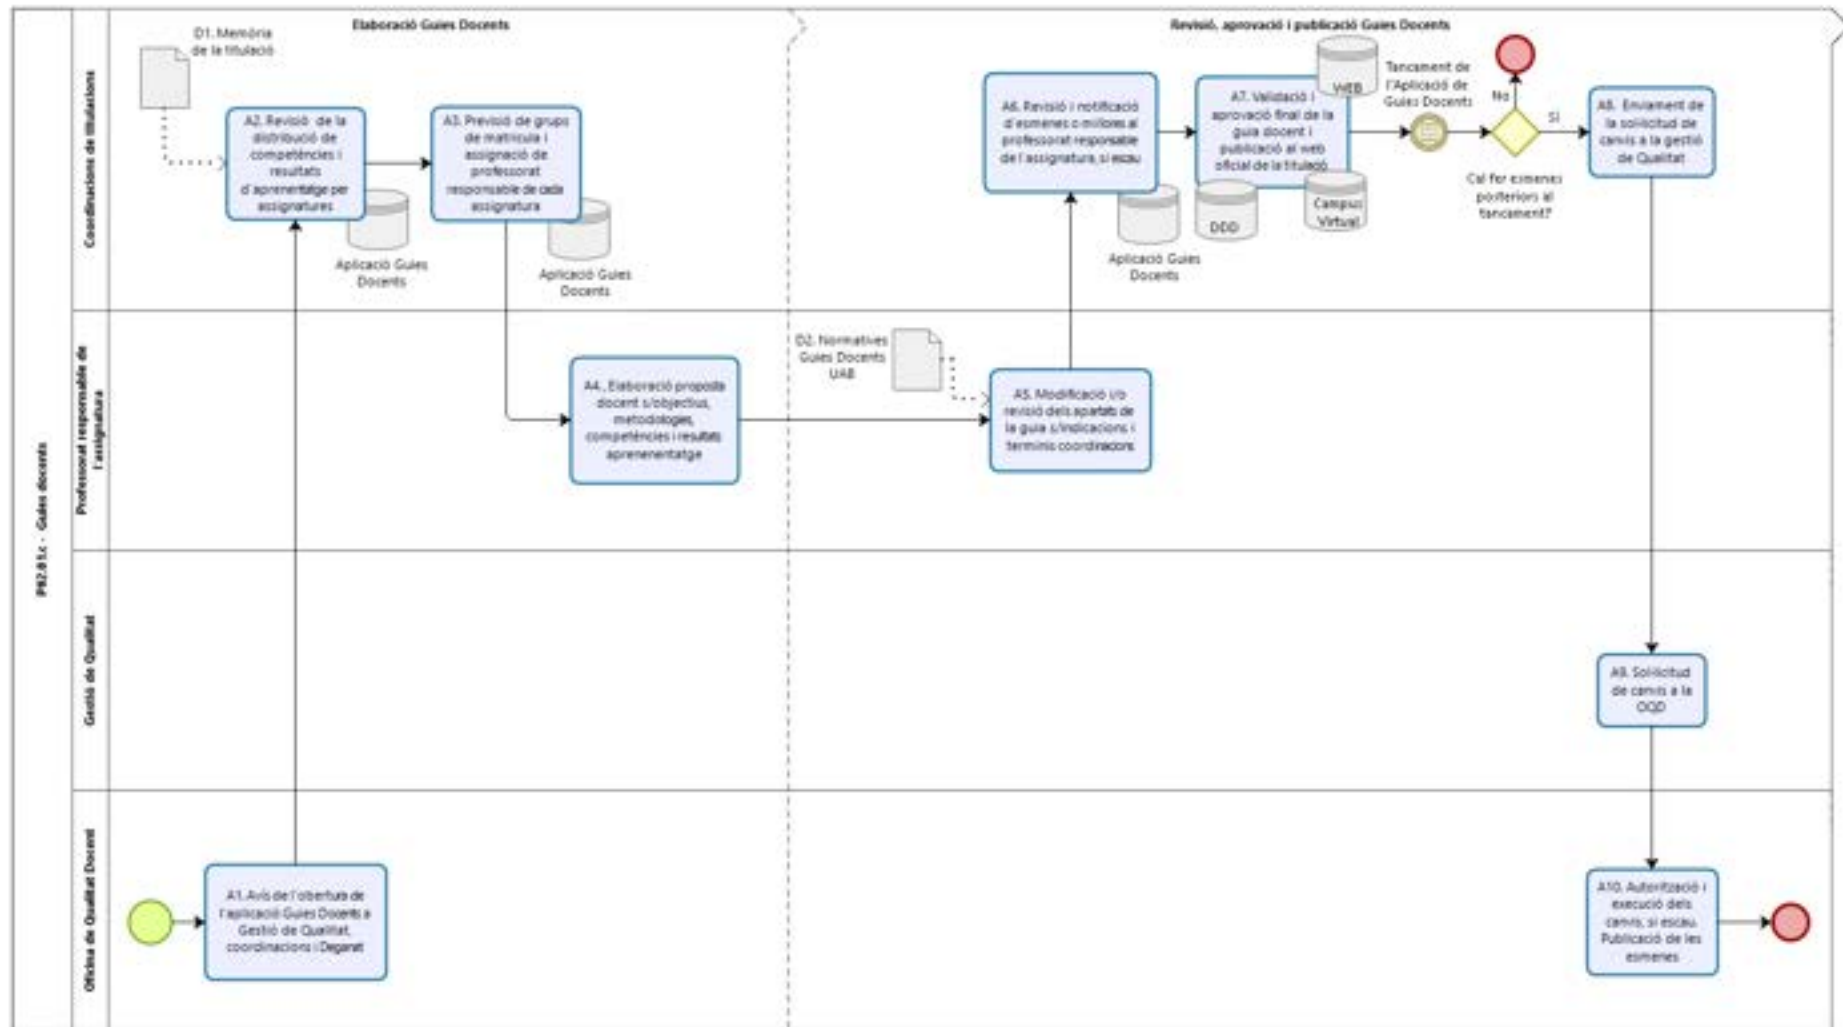 PN2.01.c - Guies docents
Elaboració Guies Docents
Revisió, aprovació i publicació Guies Docents
Coordinacions de titulacions
D1. Memòria
de la titulació
A2. Revisió de la
distribució de
competències i
resultats
d'aprenentatge per
assignatures
Aplicació Guies
Docents
A3. Previsió de grups
de matrícula i
assignació de
professorat
responsable de cada
assignatura
Aplicació Guies
Docents
A6. Revisió i notificació
d'esmenes o millores al
professorat responsable
de l'assignatura, si escau
Aplicació Guies
Docents
A7. Validació i
aprovació final de la
guia docent i
publicació al web
oficial de la titulació
WEB
DDD
Campus
Virtual
Tancament de
l'Aplicació de
Guies Docents
No
Sí
Cal fer esmenes
posteriors al
tancament?
A8. Enviament de
la sol·licitud de
canvis a la gestió
de Qualitat
Professorat responsable de
l'assignatura
A4. Elaboració proposta
docent s/objectius,
metodologies,
competències i resultats
aprenenentatge
D2. Normatives
Guies Docents
UAB
A5. Modificació i/o
revisió dels apartats de
la guia s/indicacions i
terminis coordinacions
Gestió de Qualitat
A9. Sol·licitud
de canvis a la
OQD
Oficina de Qualitat Docent
A1. Avís de l'obertura de
l'aplicació Guies Docents a
Gestió de Qualitat,
coordinacions i Deganat
A10. Autorització i
execució dels
canvis, si escau.
Publicació de les
esmenes